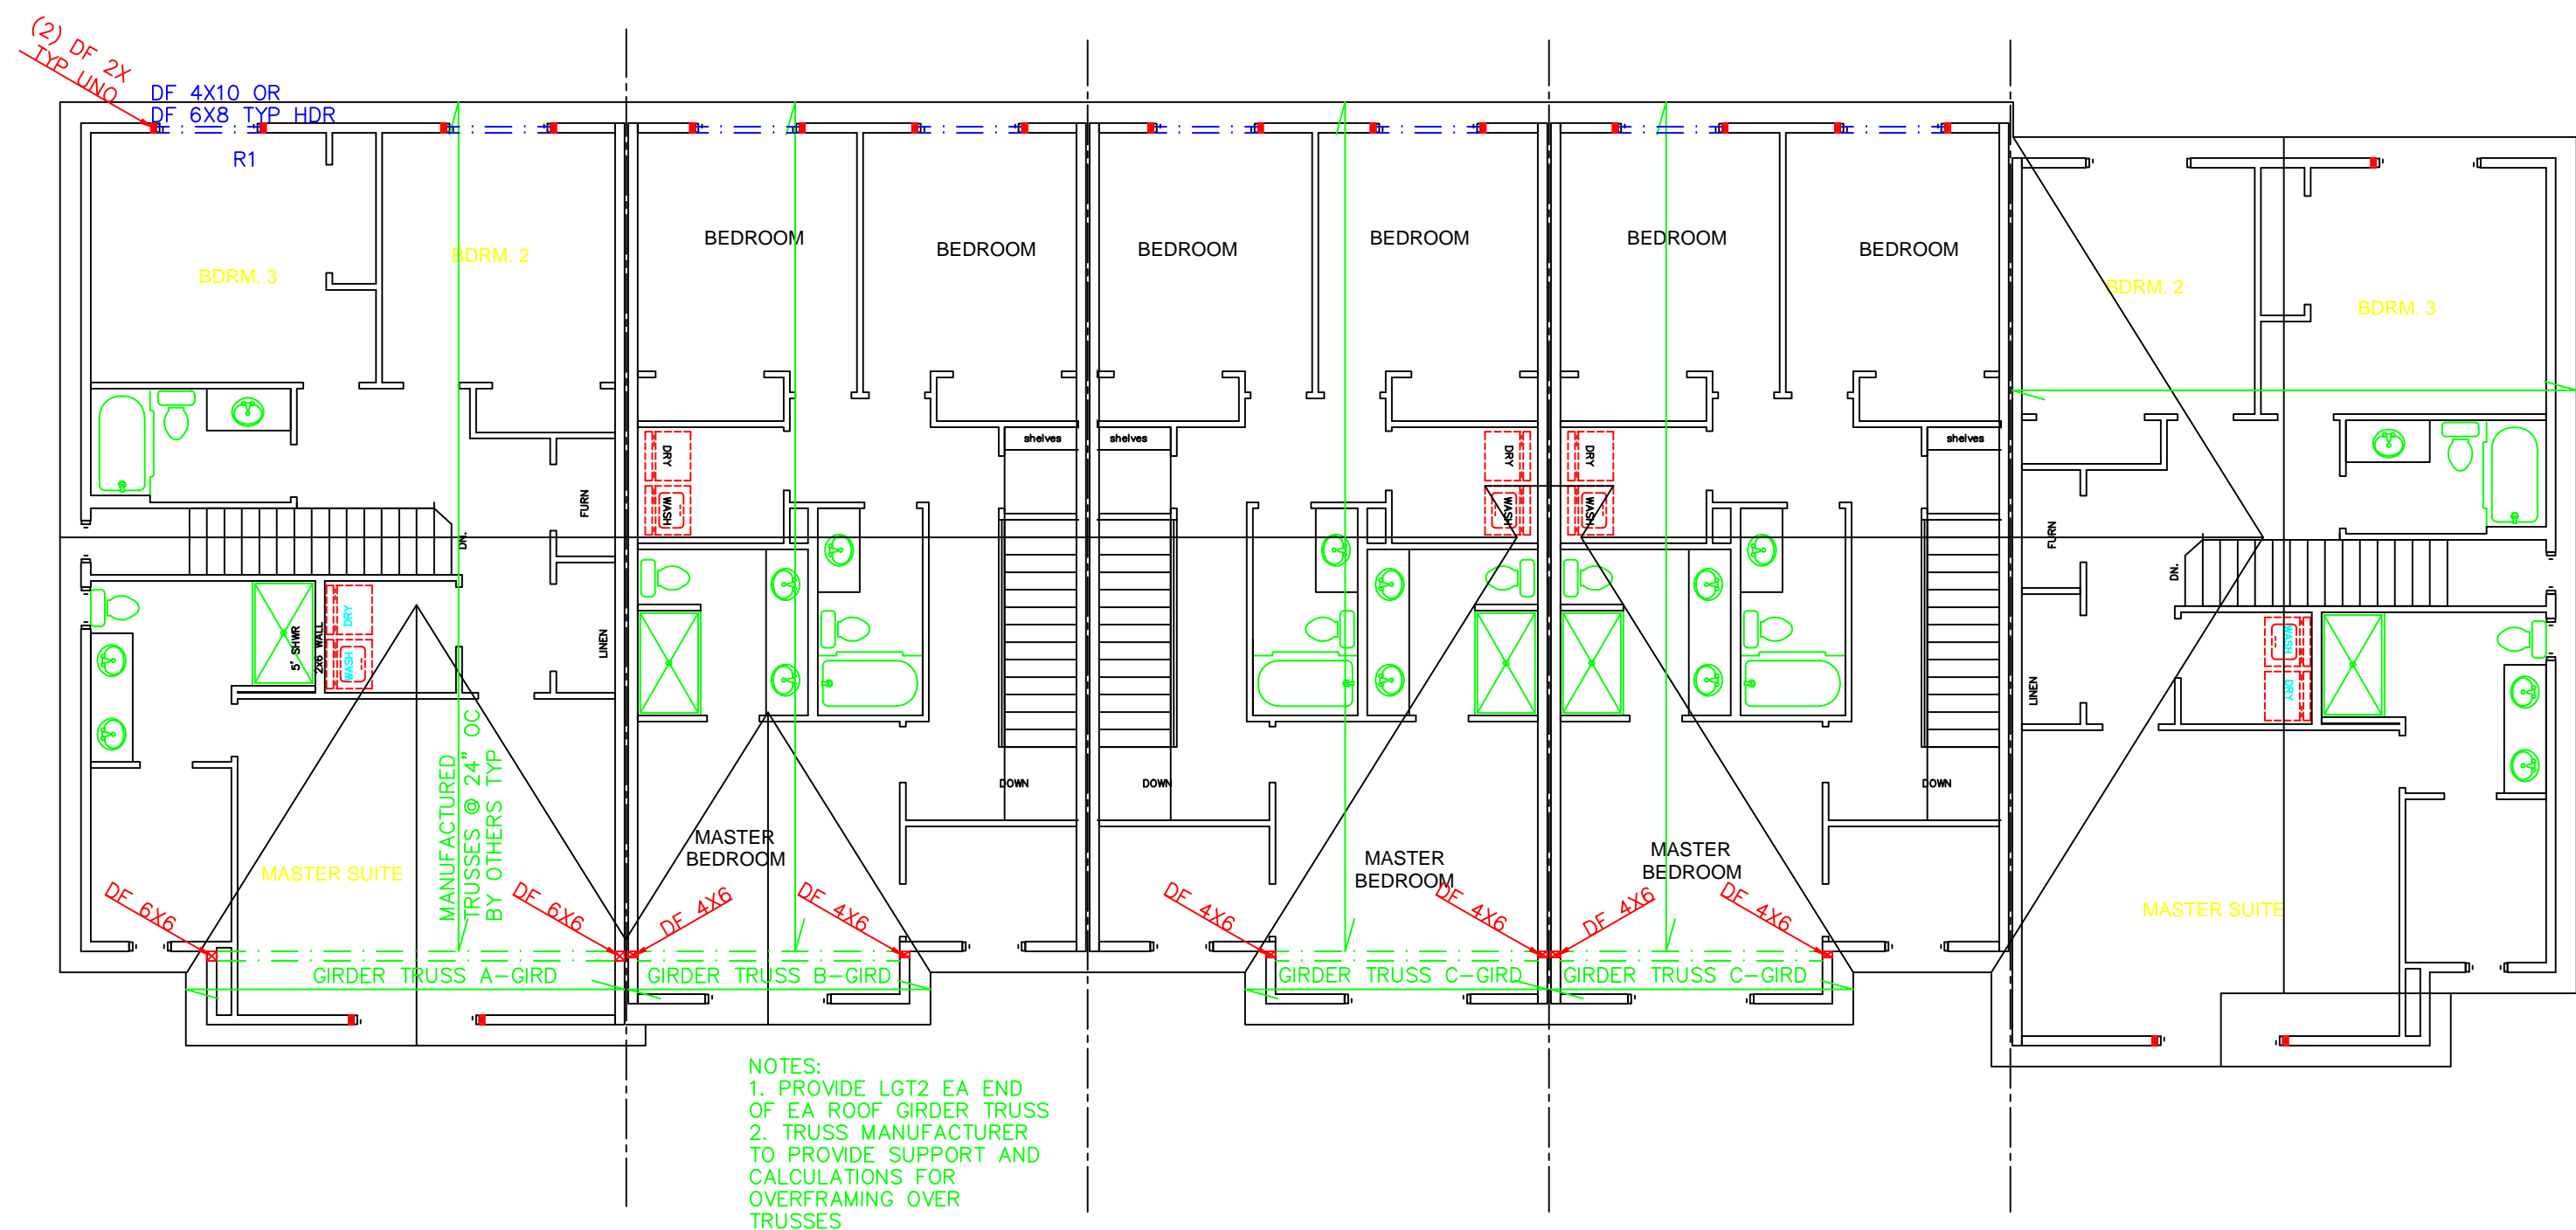 (2) DF 2X
TYP UNO
DF 4X10 OR
DF 6X8 TYP HDR
R1
BDRM. 3
BDRM. 2
BEDROOM
BEDROOM
BEDROOM
BEDROOM
BEDROOM
BEDROOM
BDRM. 2
BDRM. 3
shelves
shelves
shelves
DRY
WASH
DRY
WASH
DRY
WASH
FURN
DN.
FURN
DN.
5' SHWR
2X6 WALL
DRY
WASH
LINEN
LINEN
WASH
DRY
DOWN
DOWN
DOWN
MANUFACTURED
TRUSSES @ 24" OC
BY OTHERS TYP
MASTER SUITE
MASTER
BEDROOM
MASTER
BEDROOM
MASTER
BEDROOM
MASTER SUITE
DF 6X6
DF 6X6
DF 4X6
DF 4X6
DF 4X6
DF 4X6
DF 4X6
DF 4X6
GIRDER TRUSS A-GIRD
GIRDER TRUSS B-GIRD
GIRDER TRUSS C-GIRD
GIRDER TRUSS C-GIRD
NOTES:
1. PROVIDE LGT2 EA END
OF EA ROOF GIRDER TRUSS
2. TRUSS MANUFACTURER
TO PROVIDE SUPPORT AND
CALCULATIONS FOR
OVERFRAMING OVER
TRUSSES